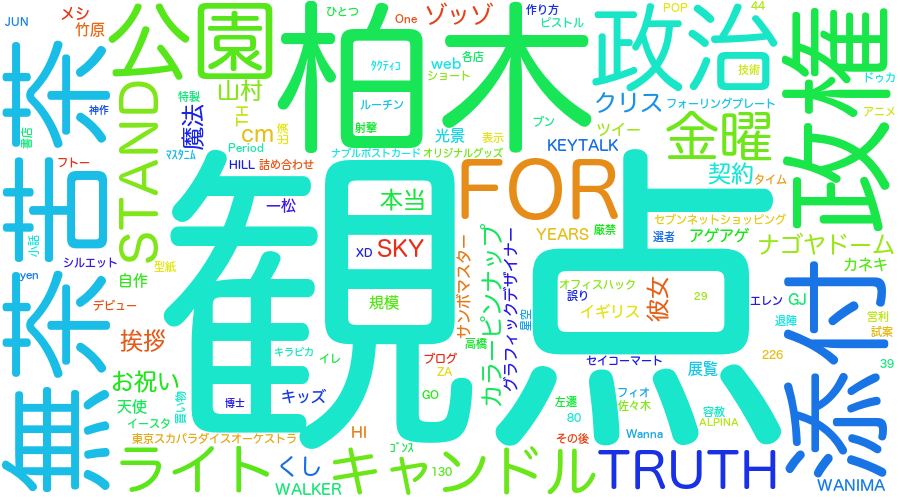 JUN
メシ
竹原
ひとつ
One
ゾッゾ
作り方
ピストル
POP
44
公園
柏木
政治
政権
無苦茶茶
書店
神作
フトー
小話
シルエット
yen
デビュー
STAND
特製
山村
魔法
TH
cm
出演
マスタニム
Period
HILL
詰め合わせ
タクティコ
ルーチン
射撃
web
各店
ショート
光景
表示
ブン
ナブルポストカード
オリジナルグッズ
クリス
フォーリングプレート
技術
ドゥカ
アニメ
ツイー
金曜
KEYTALK
契約
タイム
観点
FOR
本当
一松
XD
SKY
規模
YEARS
厳禁
セブンネットショッピング
選者
アゲアゲ
ナゴヤドーム
カネキ
型紙
自作
挨拶
お祝い
天使
イースタ
買い物
博士
キッズ
キラピカ
イレ
ブログ
ZA
GO
高橋
サンボマスター
カラーピンナップ
グラフィックデザイナー
星空
オフィスハック
誤り
イギリス
彼女
29
エレン
GJ
退陣
営利
試案
セイコーマート
展覧
226
39
左遷
フィオ
佐々木
80
容赦
ALPINA
その後
Wanna
東京スカパラダイスオーケストラ
HI
ゴンス
130
ライト
くし
WALKER
キャンドル
TRUTH
添付
WANIMA